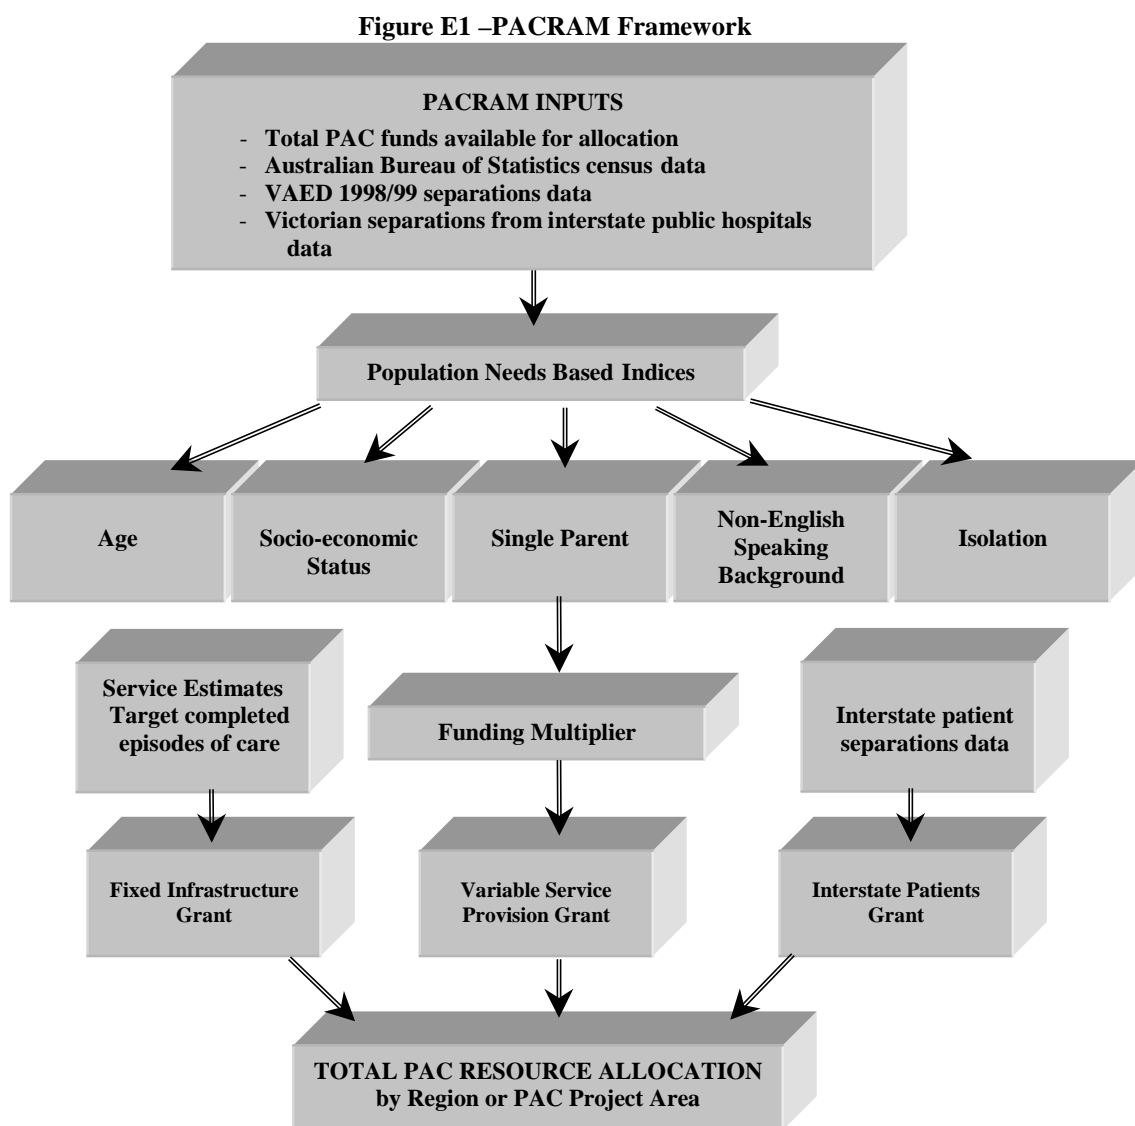 Figure E1 –PACRAM Framework
PACRAM INPUTS
- Total PAC funds available for allocation
- Australian Bureau of Statistics census data
- VAED 1998/99 separations data
- Victorian separations from interstate public hospitals
data
Population Needs Based Indices
Age
Socio-economic
Status
Single Parent
Non-English
Speaking
Background
Isolation
Service Estimates
Target completed
episodes of care
Funding Multiplier
Interstate patient
separations data
Fixed Infrastructure
Grant
Variable Service
Provision Grant
Interstate Patients
Grant
TOTAL PAC RESOURCE ALLOCATION
by Region or PAC Project Area